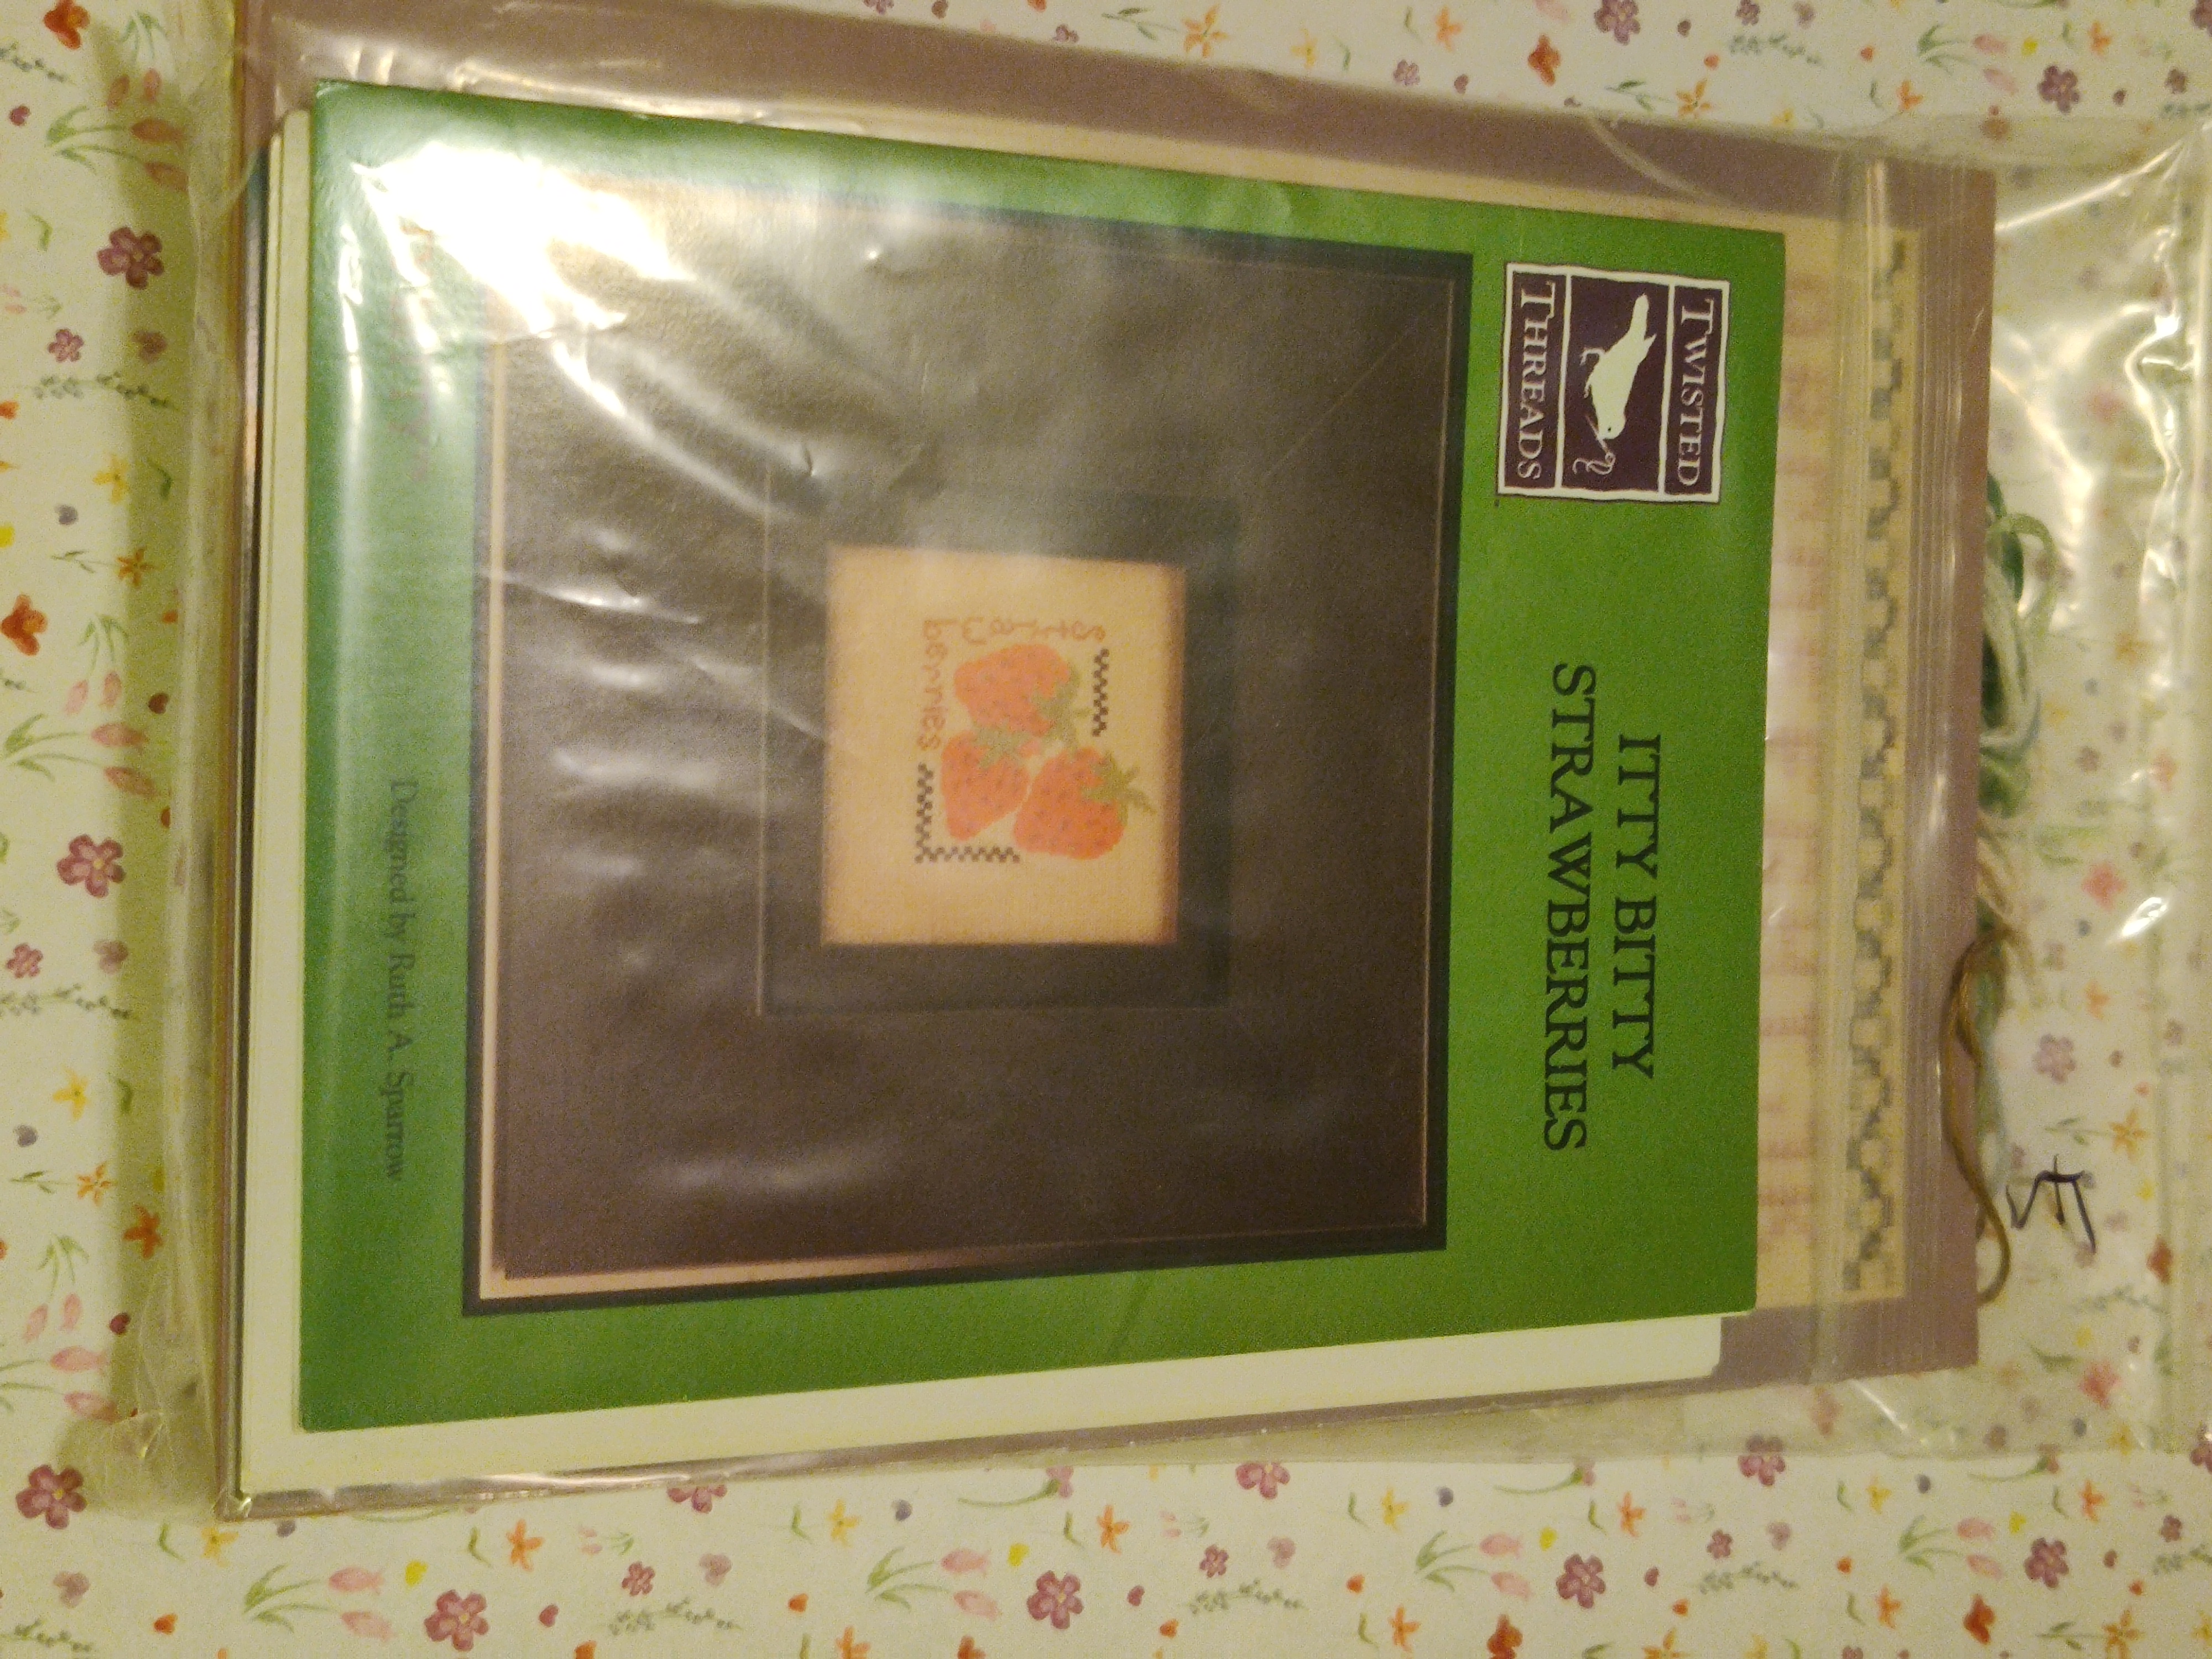 TWISTED
THREADS
ITTY BITTY
STRAWBERRIES
S
t
r
a
w
berries
Designed by Ruth A. Sparrow